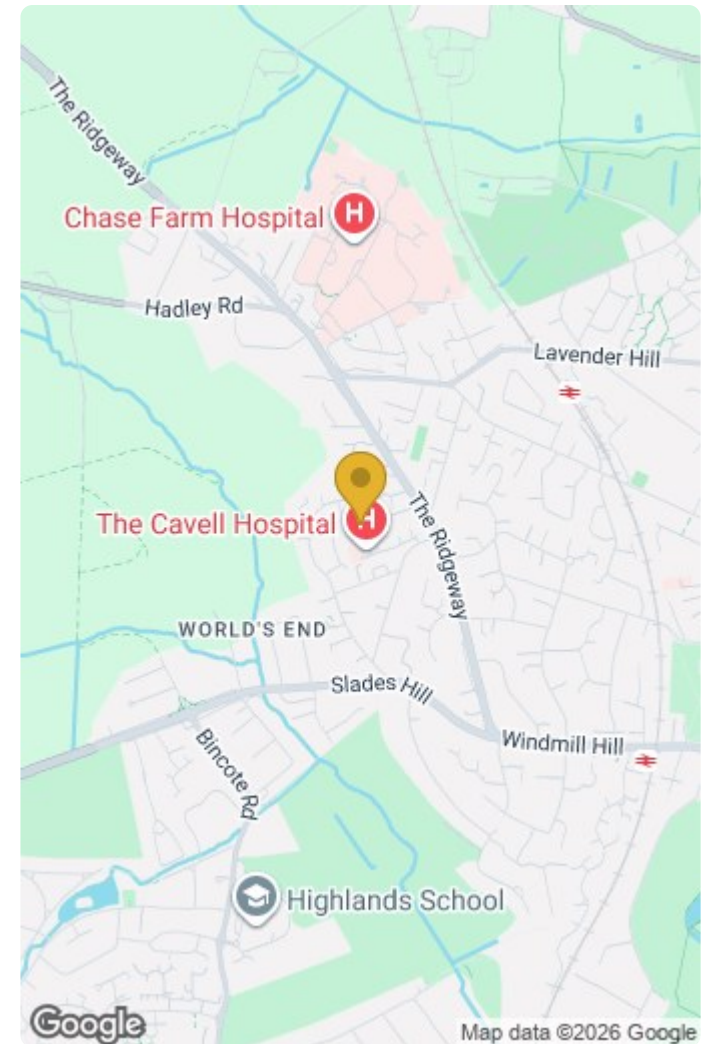 The Ridgeway
Chase Farm Hospital
H
Hadley Rd
Lavender Hill
The Cavell Hospital
H
The Ridgeway
WORLD'S END
Slades Hill
Windmill Hill
Bincote Rd
Highlands School
Google
Map data ©2026 Google